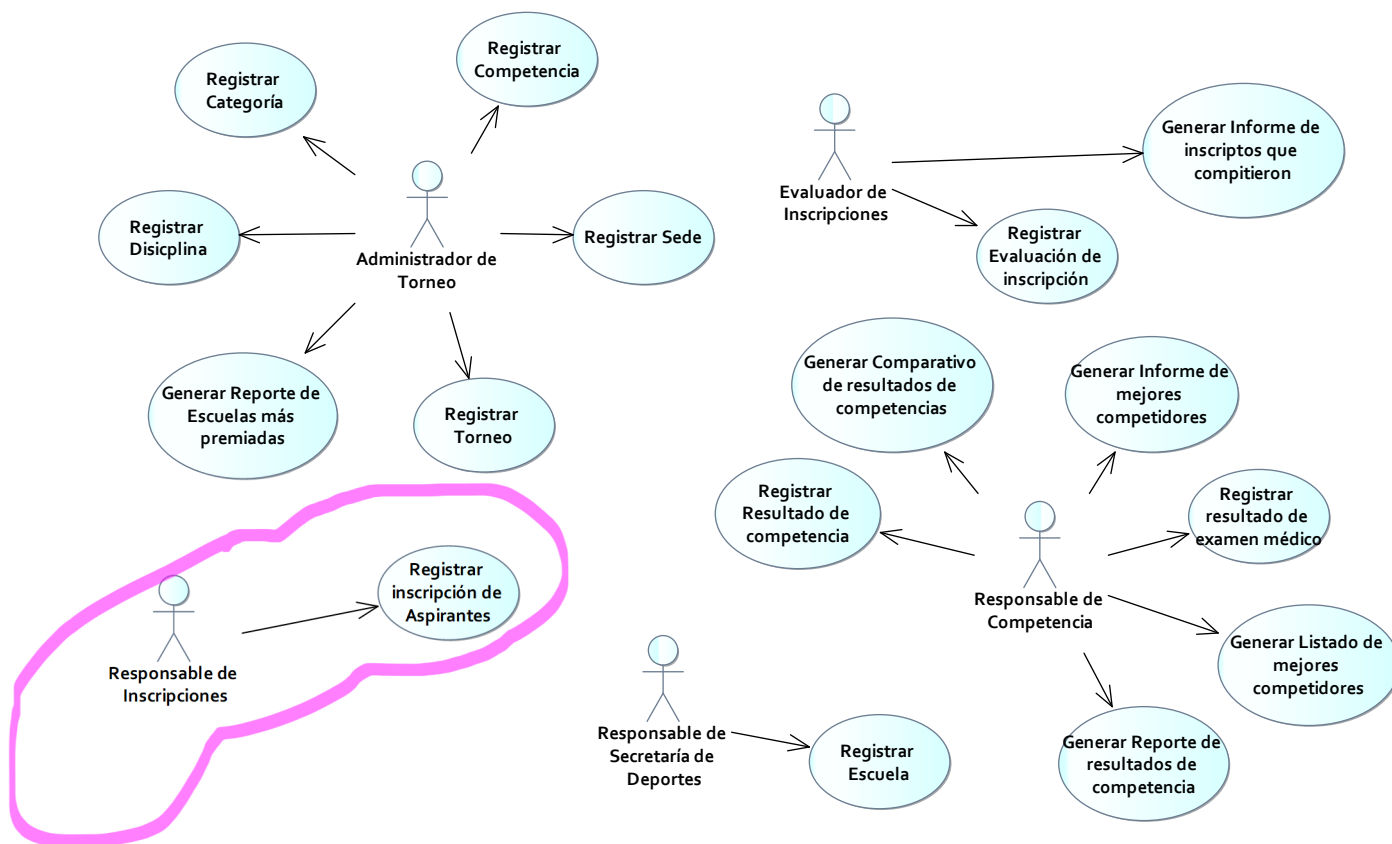 Registrar
Categoría
Registrar
Competencia
Registrar
Disicplina
Administrador de
Torneo
Registrar Sede
Generar Reporte de
Escuelas más
premiadas
Registrar
Torneo
Evaluador de
Inscripciones
Generar Informe de
inscriptos que
compitieron
Registrar
Evaluación de
inscripción
Generar Comparativo
de resultados de
competencias
Generar Informe de
mejores
competidores
Registrar
Resultado de
competencia
Registrar
resultado de
examen médico
Responsable de
Competencia
Generar Listado de
mejores
competidores
Generar Reporte de
resultados de
competencia
Registrar
inscripción de
Aspirantes
Responsable de
Inscripciones
Responsable de
Secretaría de
Deportes
Registrar
Escuela